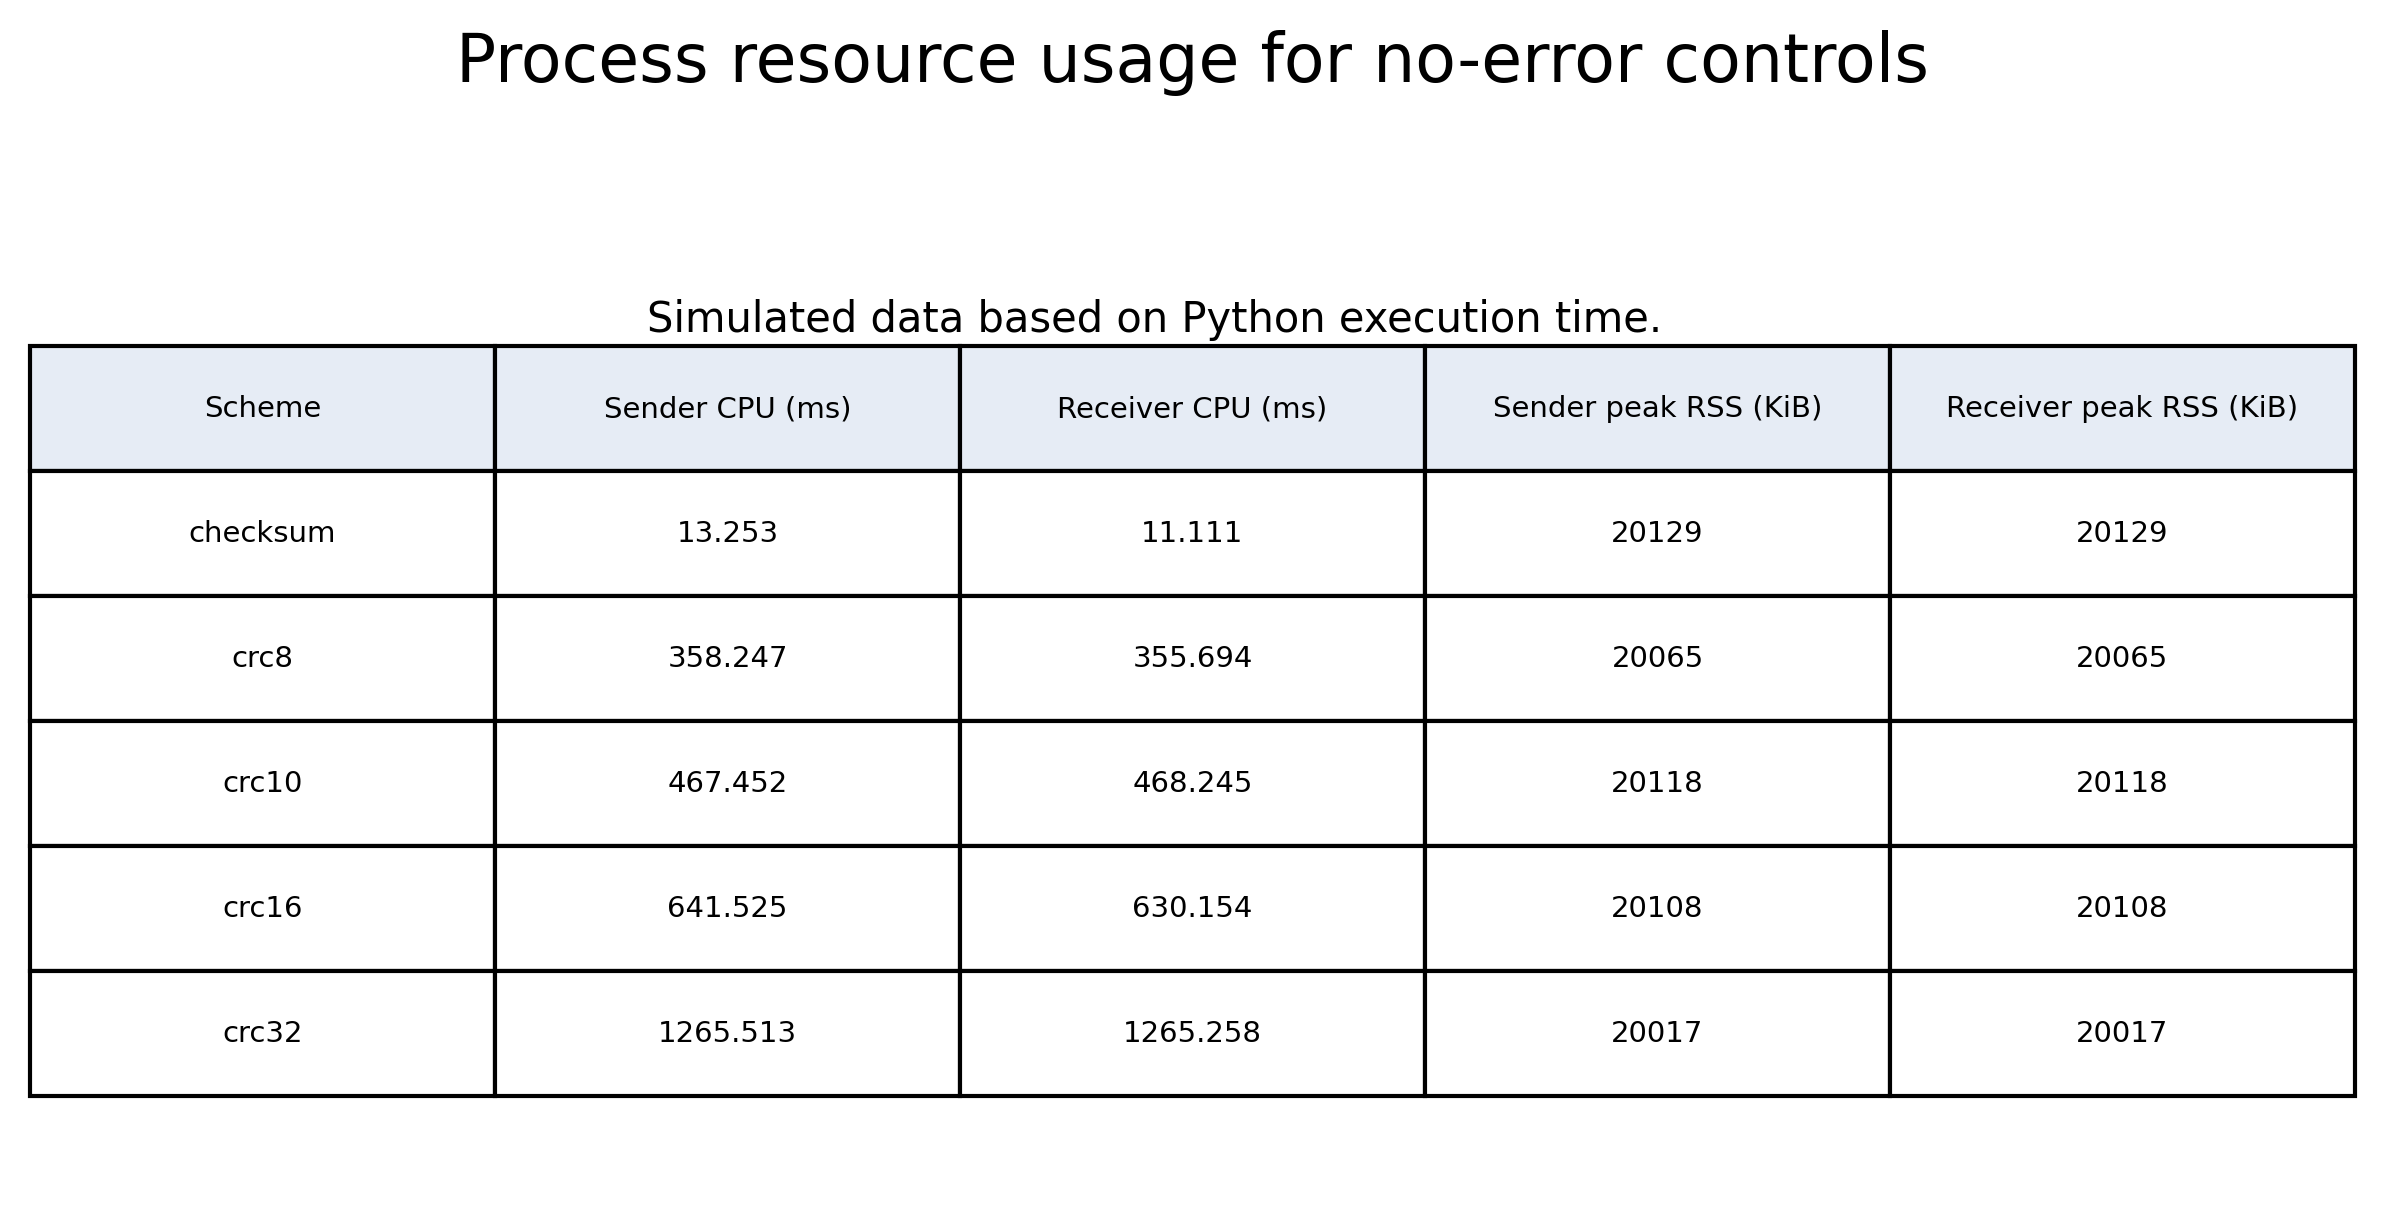 Process resource usage for no-error controls
Simulated data based on Python execution time.
Scheme Sender CPU (ms) Receiver CPU (ms) Sender peak RSS (KiB) Receiver peak RSS (KiB)
checksum 13.253 11.111 20129 20129
crc8 358.247 355.694 20065 20065
crc10 467.452 468.245 20118 20118
crc16 641.525 630.154 20108 20108
crc32 1265.513 1265.258 20017 20017